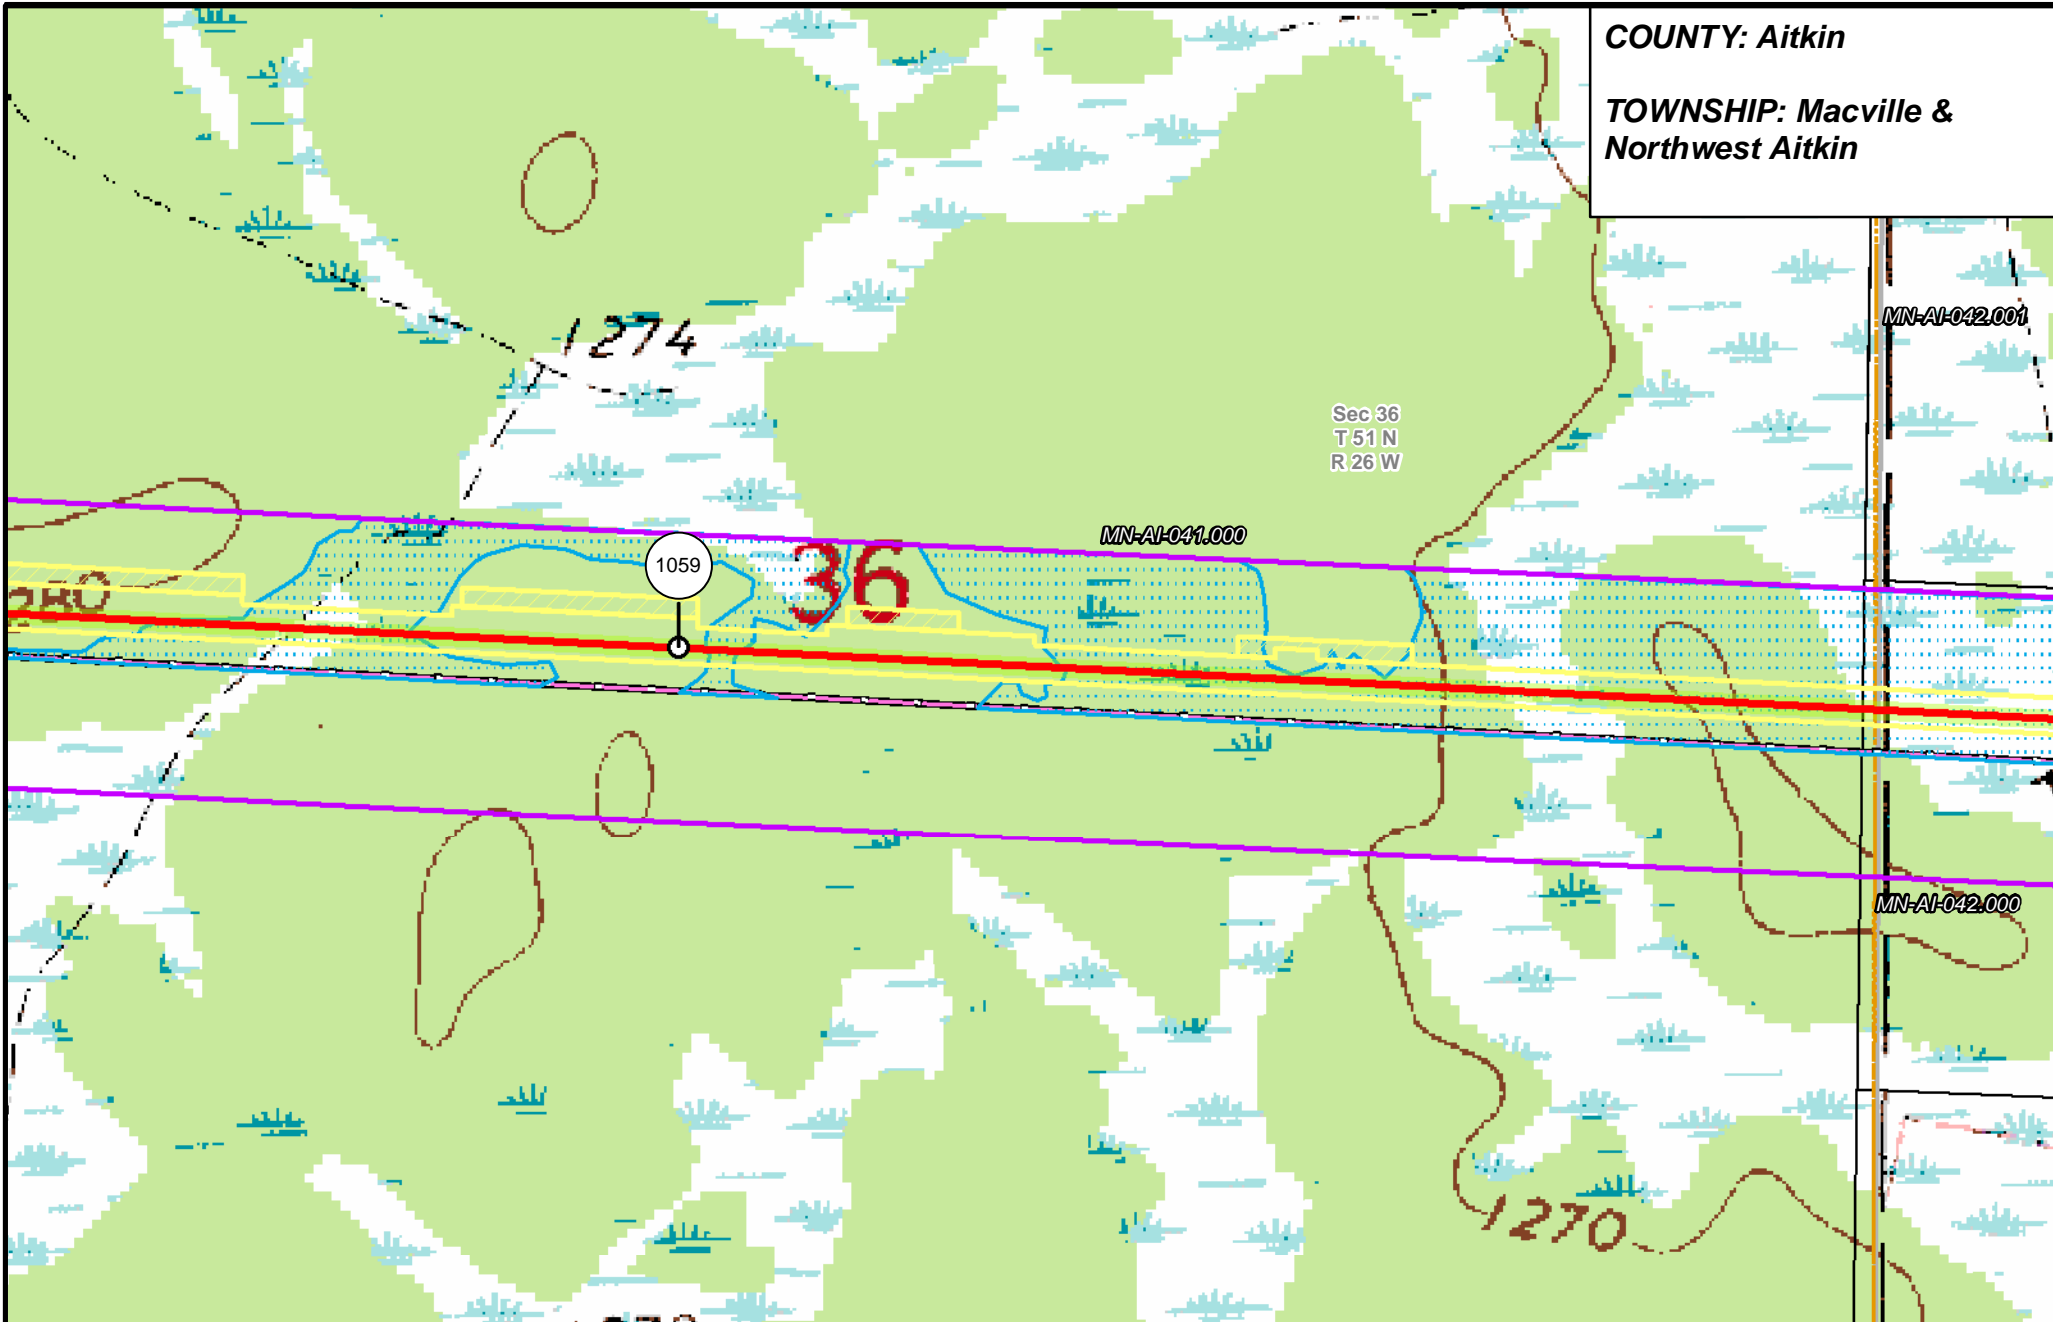 COUNTY: Aitkin
TOWNSHIP: Macville &
Northwest Aitkin
MN-AI-042.001
1274
Sec 36
T 51 N
R 26 W
MN-AI-041.000
1059
36
280
MN-AI-042.000
1270